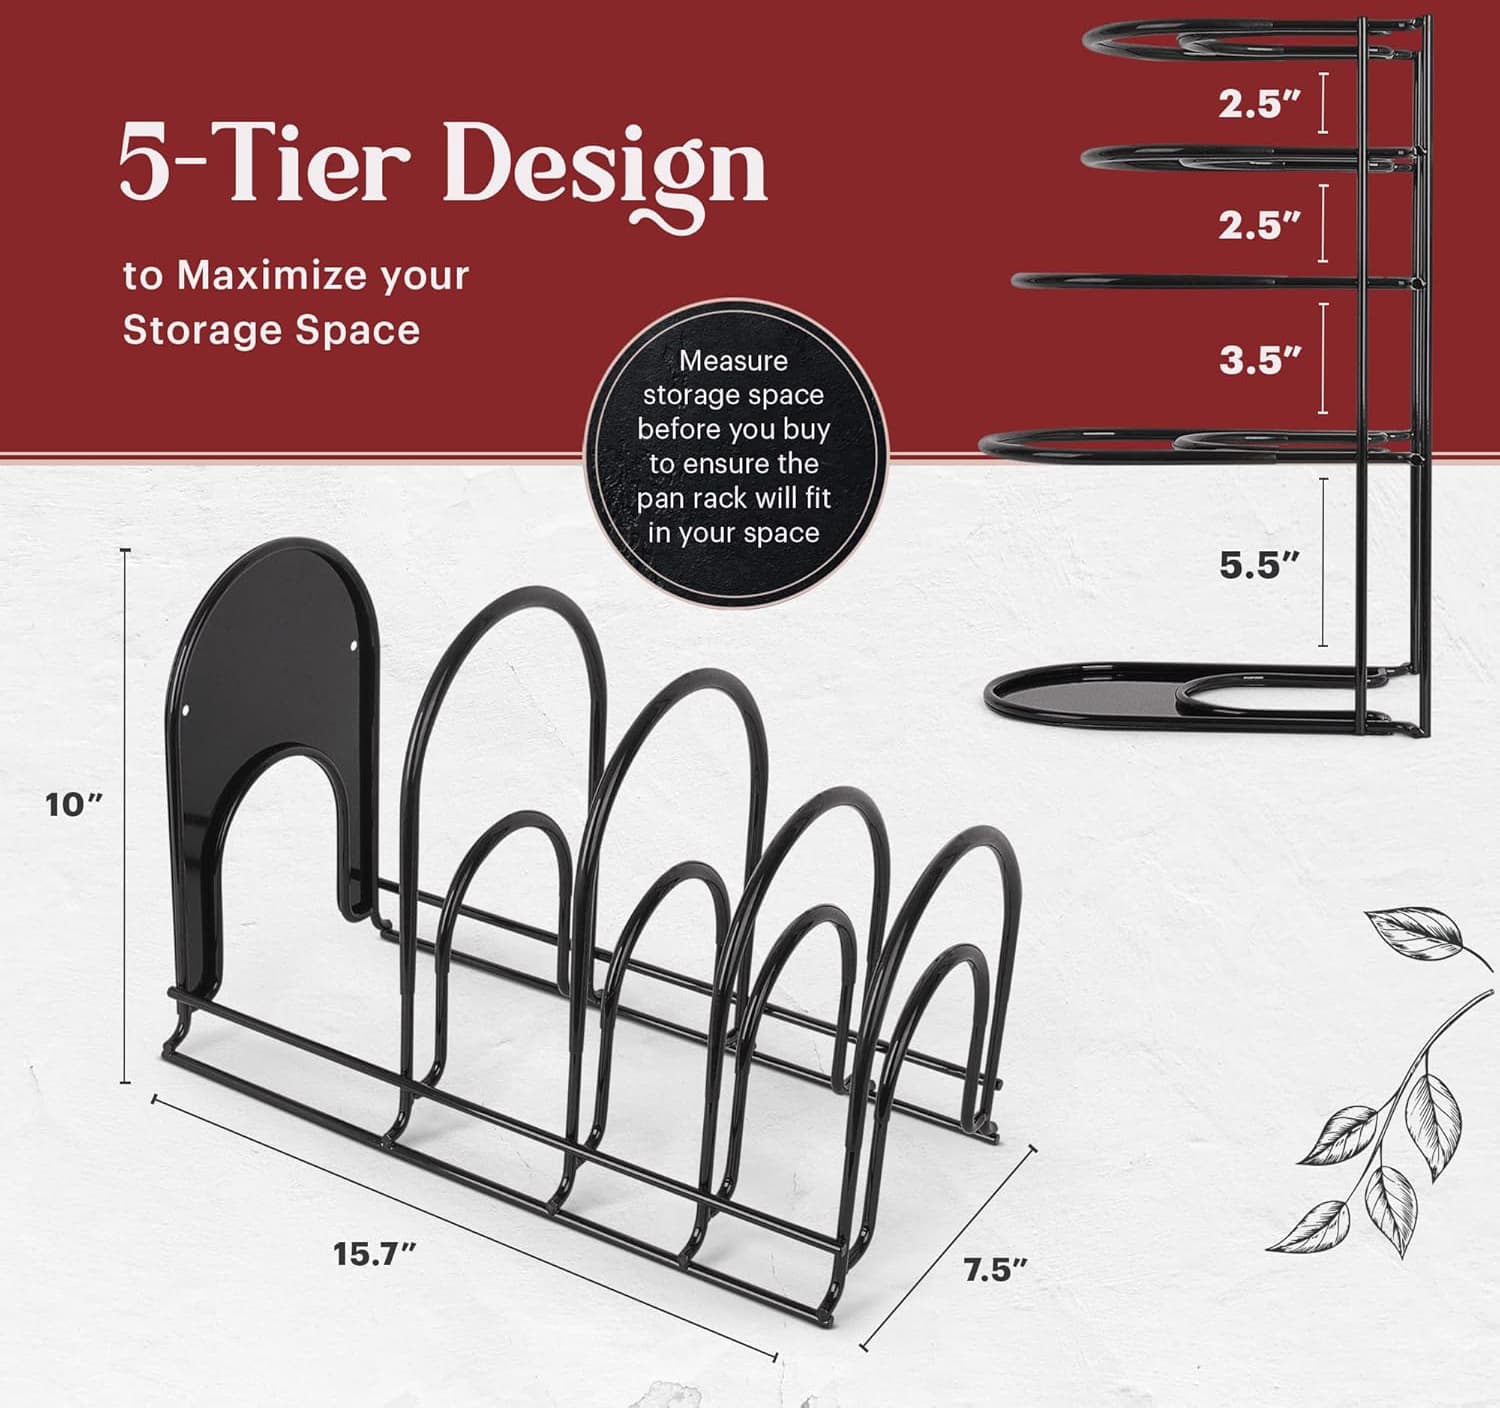 5-Tier Design
to Maximize your
Storage Space
Measure
storage space
before you buy
to ensure the
pan rack will fit
in your space
2.5”
2.5”
3.5”
5.5”
10”
15.7”
7.5”